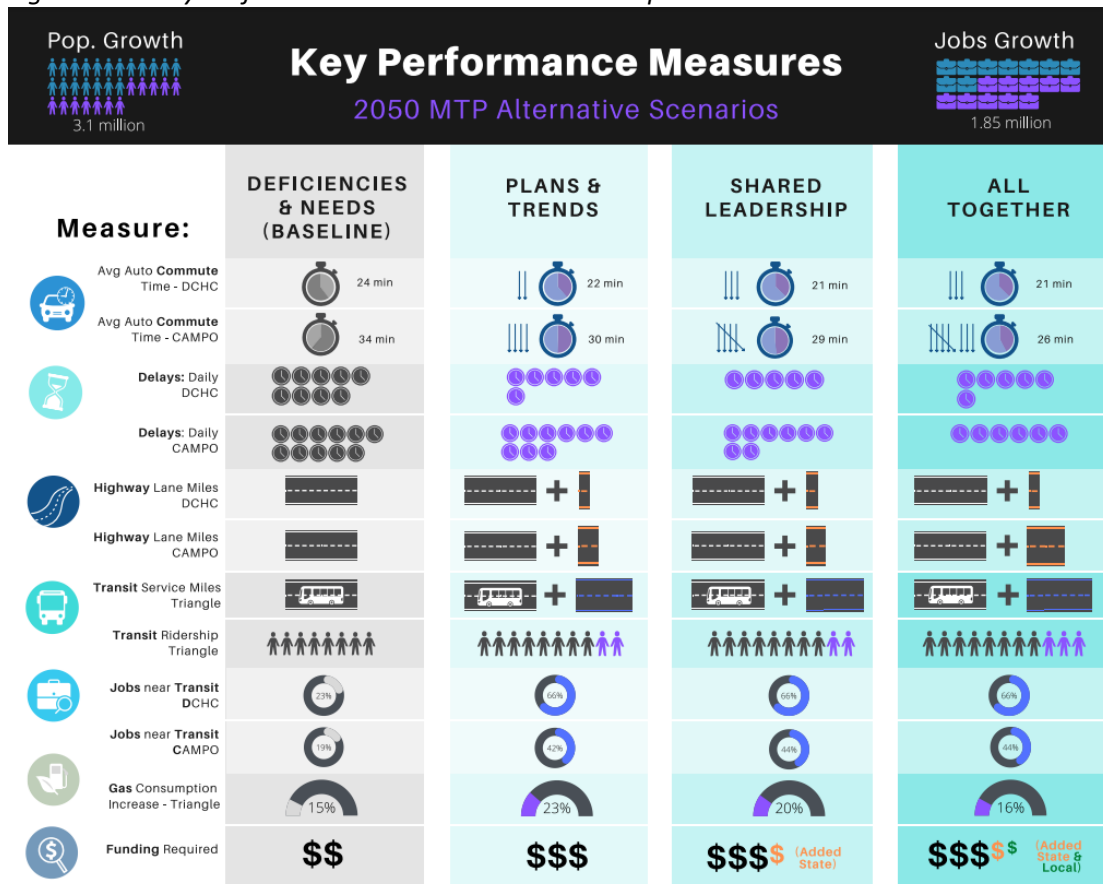 Pop. Growth
3.1 million
Key Performance Measures
2050 MTP Alternative Scenarios
Jobs Growth
1.85 million
Measure:
DEFICIENCIES
& NEEDS
(BASELINE)
PLANS &
TRENDS
SHARED
LEADERSHIP
ALL
TOGETHER
Avg Auto Commute
Time - DCHC
24 min
22 min
21 min
21 min
Avg Auto Commute
Time - CAMPO
34 min
30 min
29 min
26 min
Delays: Daily
DCHC
Delays: Daily
CAMPO
Highway Lane Miles
DCHC
Highway Lane Miles
CAMPO
Transit Service Miles
Triangle
Transit Ridership
Triangle
Jobs near Transit
DCHC
23%
66%
66%
66%
Jobs near Transit
CAMPO
19%
42%
44%
44%
Gas Consumption
Increase - Triangle
15%
23%
20%
16%
Funding Required
$$
$$$
$$$$ (Added
State)
$$$$$ (Added
State &
Local)